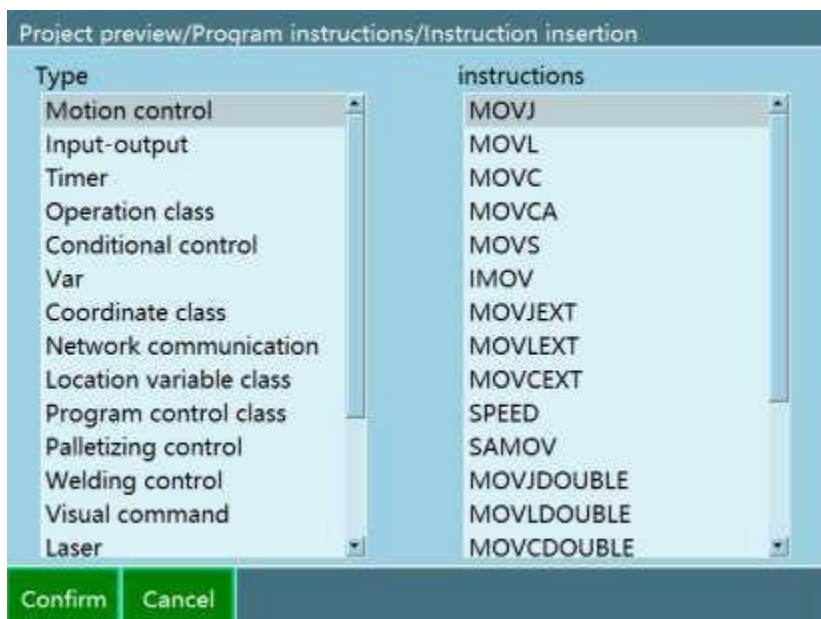 Project preview/Program instructions/Instruction insertion
Type
Motion control
Input-output
Timer
Operation class
Conditional control
Var
Coordinate class
Network communication
Location variable class
Program control class
Palletizing control
Welding control
Visual command
Laser
instructions
MOVJ
MOVL
MOVC
MOVCA
MOVS
IMOV
MOVJEXT
MOVLEXT
MOVCEXT
SPEED
SAMOV
MOVJDOUBLE
MOVLDOUBLE
MOVCDOUBLE
Confirm
Cancel